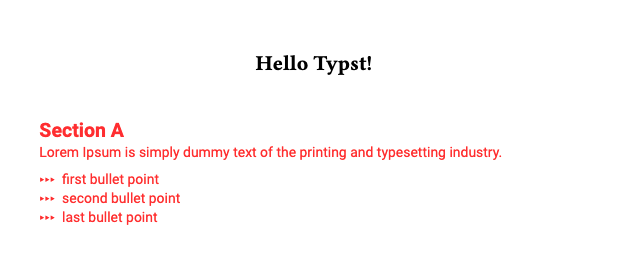 Hello Typst!
Section A
Lorem Ipsum is simply dummy text of the printing and typesetting industry.
‣‣‣ first bullet point
‣‣‣ second bullet point
‣‣‣ last bullet point